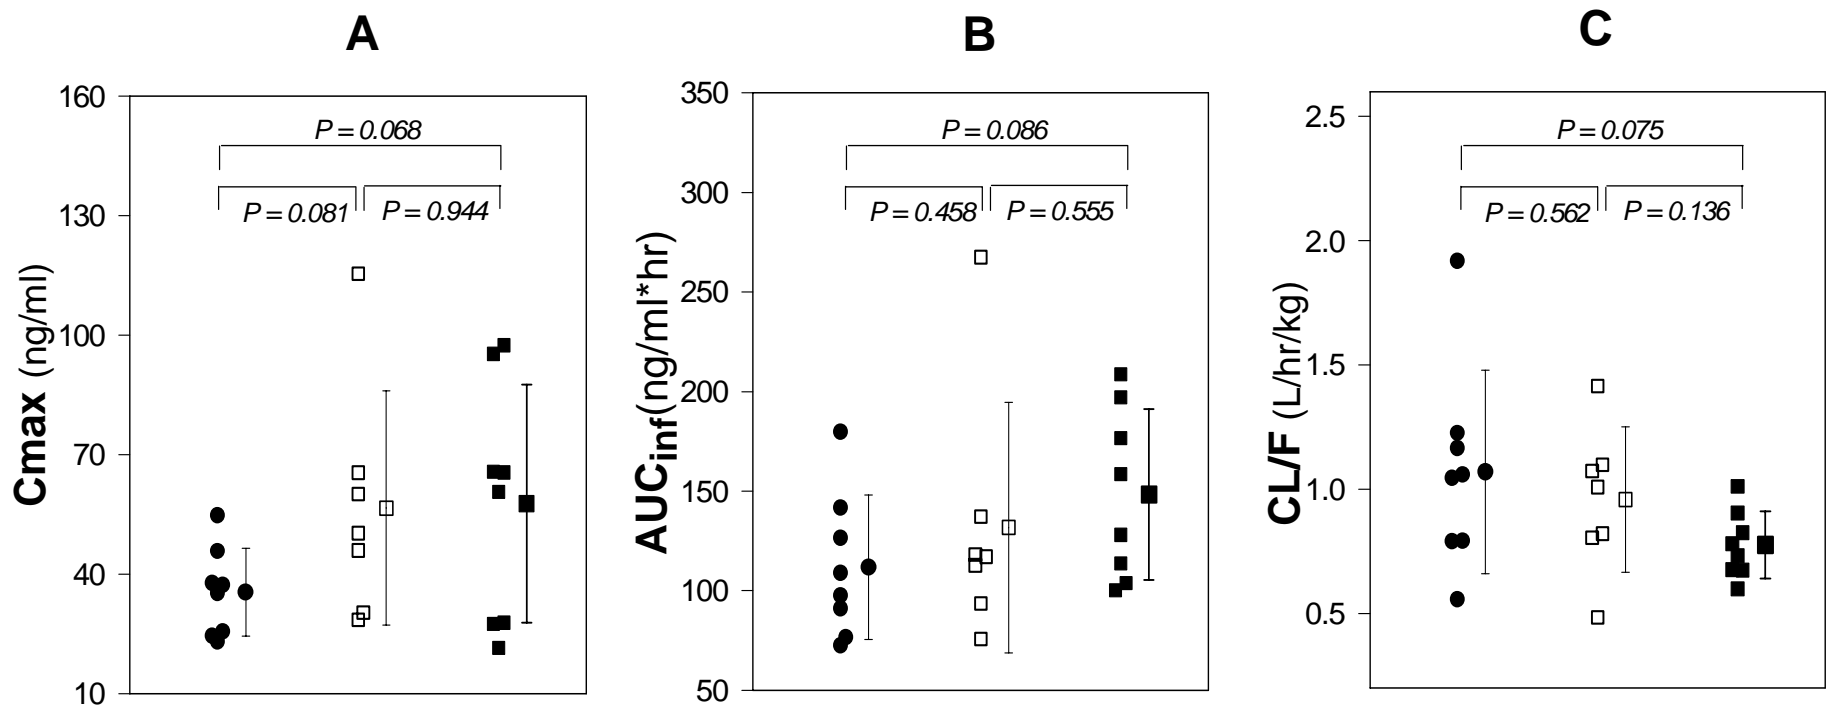 A
160
130
100
70
40
10
Cmax (ng/ml)
P = 0.068
P = 0.081
P = 0.944
B
350
300
250
200
150
100
50
AUCinf(ng/ml*hr)
P = 0.086
P = 0.458
P = 0.555
C
2.5
2.0
1.5
1.0
0.5
CL/F (L/hr/kg)
P = 0.075
P = 0.562
P = 0.136